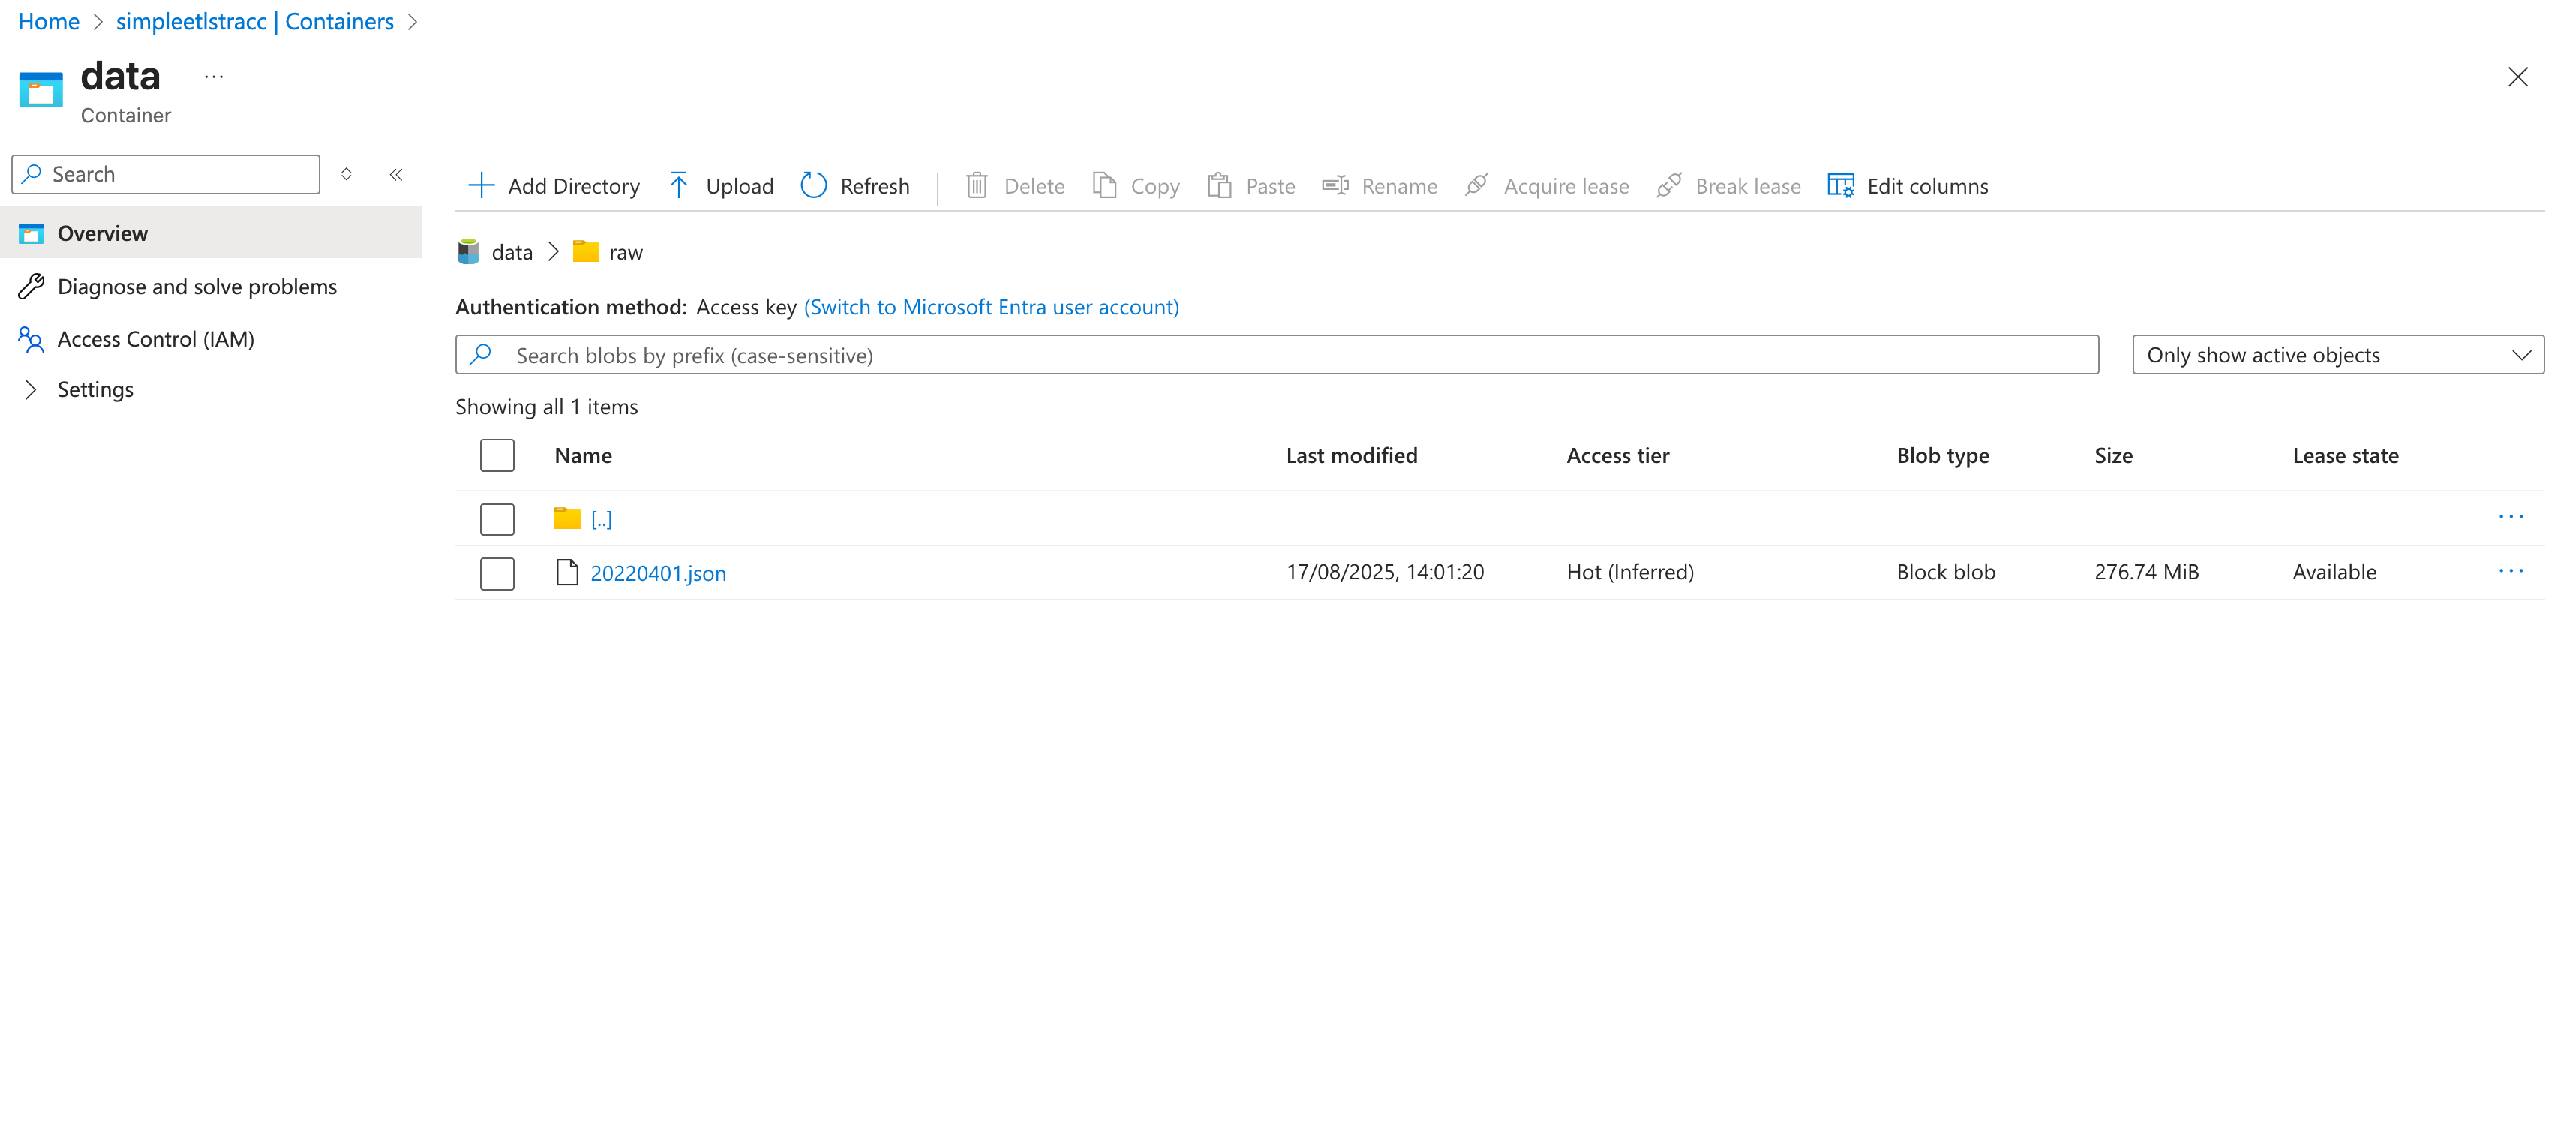 Home > simpleetlstracc | Containers >
data ...
Container
Search
Overview
Diagnose and solve problems
Access Control (IAM)
Settings
Add Directory Upload Refresh Delete Copy Paste Rename Acquire lease Break lease Edit columns
data > raw
Authentication method: Access key (Switch to Microsoft Entra user account)
Search blobs by prefix (case-sensitive) Only show active objects
Showing all 1 items
Name Last modified Access tier Blob type Size Lease state
[..] ...
20220401.json 17/08/2025, 14:01:20 Hot (Inferred) Block blob 276.74 MiB Available ...